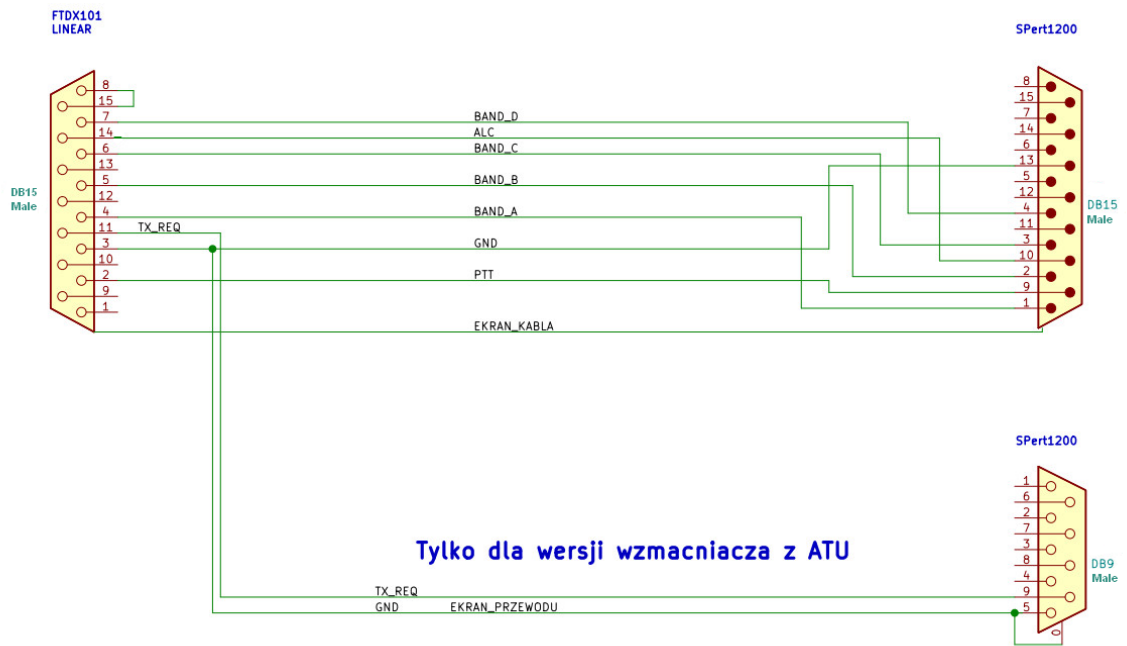 FTDX101
LINEAR
SPert1200
8
15
7
14
6
13
5
12
4
11
3
10
2
9
1
DB15
Male
BAND_D
ALC
BAND_C
BAND_B
BAND_A
TX_REQ
GND
PTT
EKRAN_KABLA
8
15
7
14
6
13
5
12
4
11
3
10
2
9
1
DB15
Male
SPert1200
Tylko dla wersji wzmacniacza z ATU
1
6
2
7
3
8
4
9
5
0
DB9
Male
TX_REQ
GND EKRAN_PRZEWODU